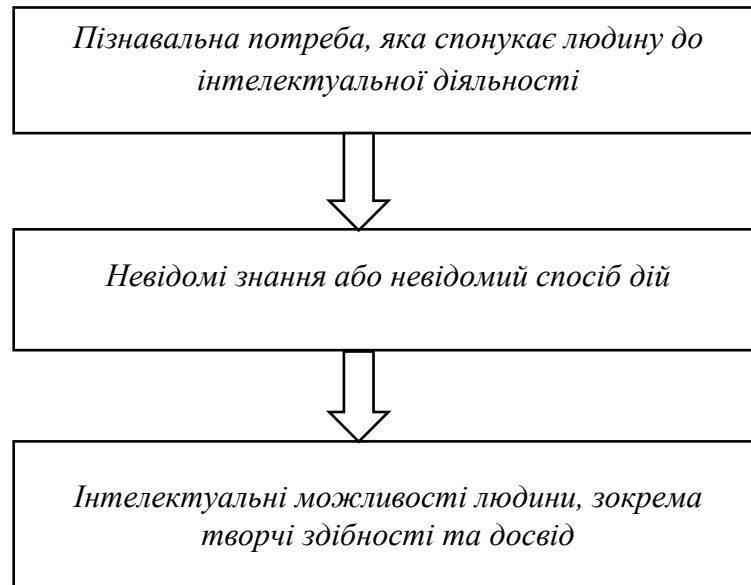 Пізнавальна потреба, яка спонукає людину до
інтелектуальної діяльності
Невідомі знання або невідомий спосіб дій
Інтелектуальні можливості людини, зокрема
творчі здібності та досвід